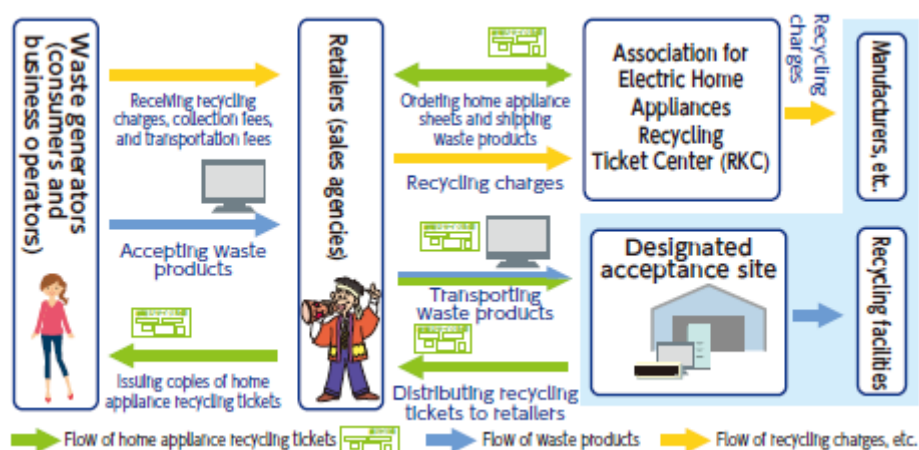 Waste generators
(consumers and
business operators)
Receiving recycling
charges, collection fees,
and transportation fees
Accepting waste
products
Issuing copies of home
appliance recycling tickets
Retailers (sales agencies)
Ordering home appliance
sheets and shipping
waste products
Recycling charges
Transporting
waste products
Distributing recycling
tickets to retailers
Association for
Electric Home
Appliances
Recycling
Ticket Center (RKC)
Recycling
charges
Manufacturers, etc.
Designated
acceptance site
Recycling facilities
Flow of home appliance recycling tickets
Flow of waste products
Flow of recycling charges, etc.